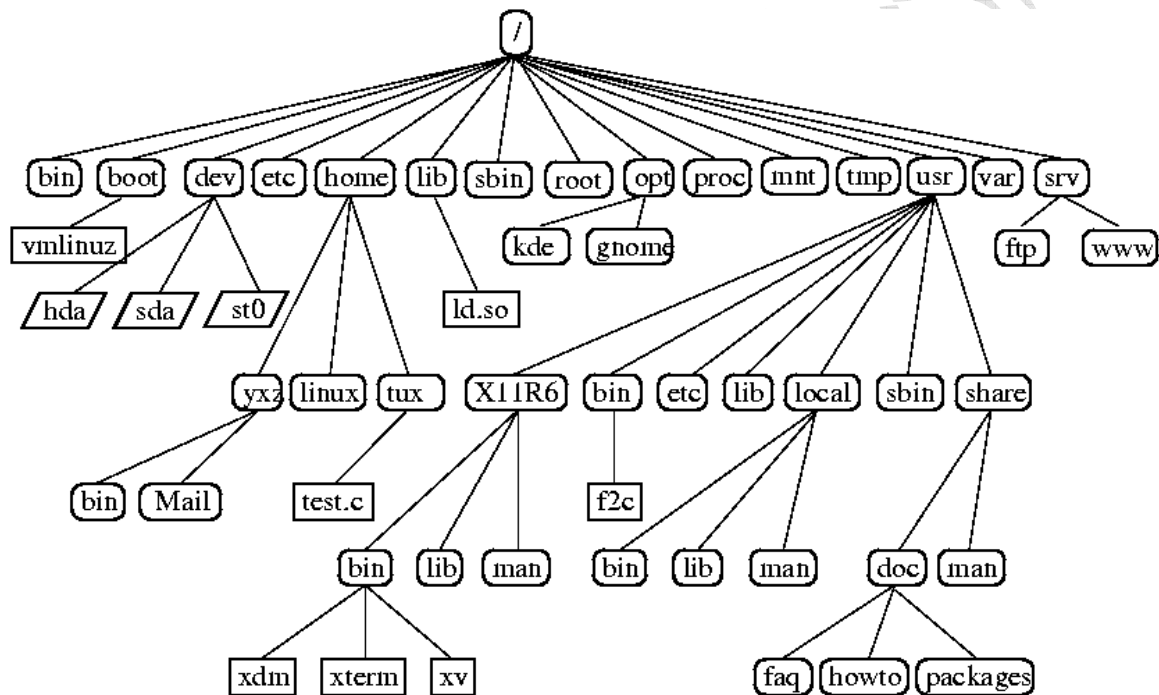 /
bin boot dev etc home lib sbin root opt proc mnt tmp usr var srv
vmlinuz kde gnome ftp www
hda sda st0 ld.so
yxz linux tux X11R6 bin etc lib local sbin share
bin Mail test.c f2c
bin lib man bin lib man doc man
xdm xterm xv faq howto packages